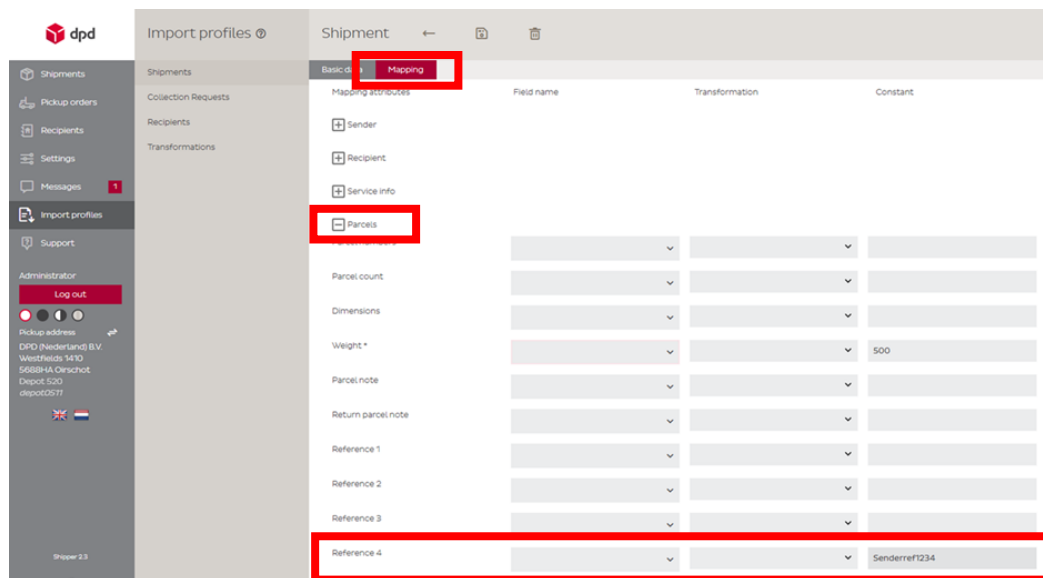 dpd
Import profiles
Shipment
Shipments
Pickup orders
Recipients
Settings
Messages 1
Import profiles
Support
Administrator
Log out
Pickup address
DPD (Nederland) B.V.
Westfields 1410
5688HA Oirschot
Depot 520
depot0511
Shipper 2.3
Shipments
Collection Requests
Recipients
Transformations
Mapping
Mapping attributes Field name Transformation Constant
Sender
Recipient
Service info
Parcels
Parcel count
Dimensions
Weight * 500
Parcel note
Return parcel note
Reference 1
Reference 2
Reference 3
Reference 4 Senderref1234